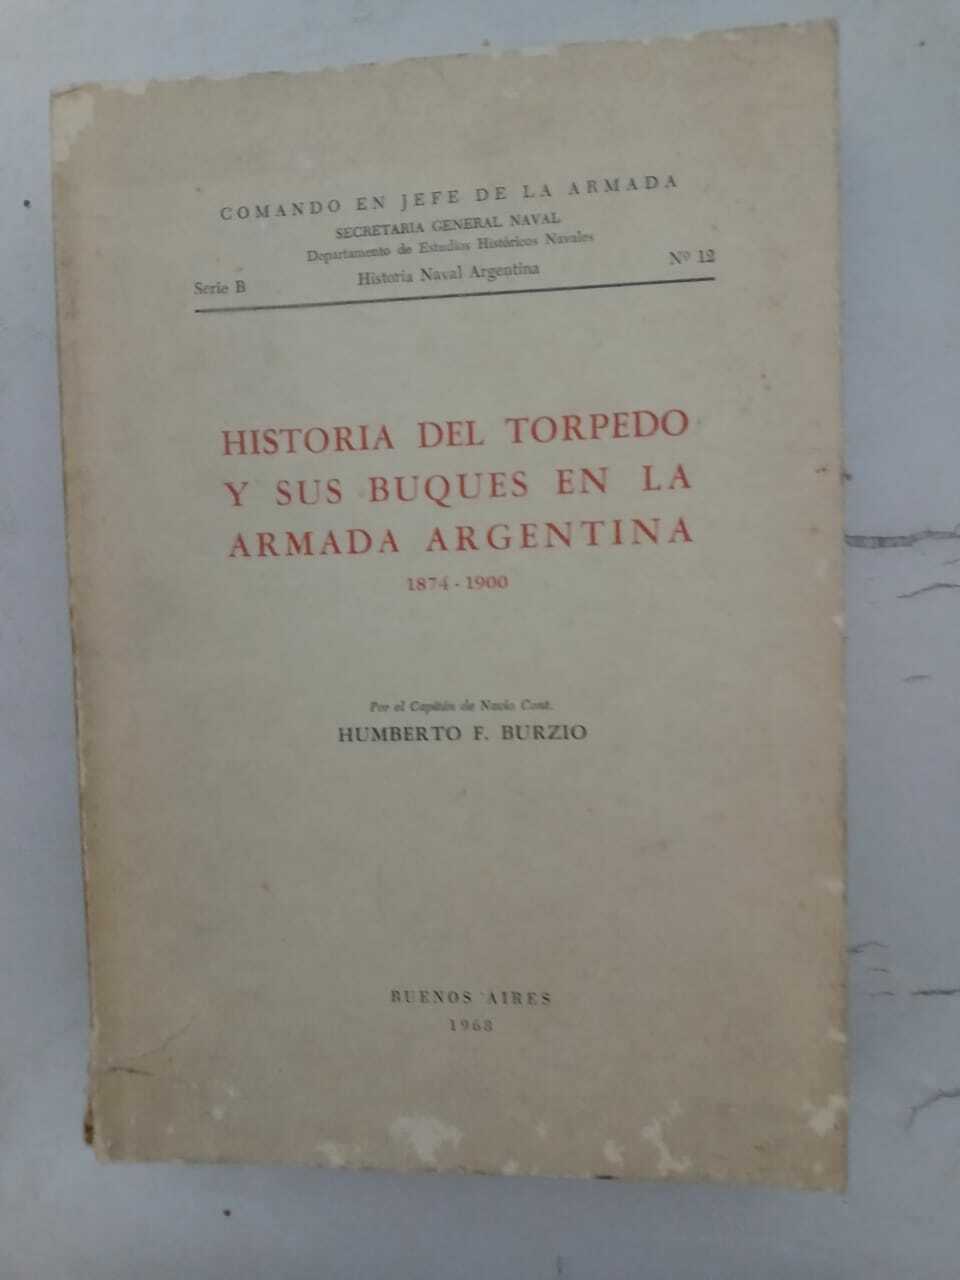 COMANDO EN JEFE DE LA ARMADA
SECRETARIA GENERAL NAVAL
Departamento de Estudios Históricos Navales
Serie B Historia Naval Argentina Nº 12
HISTORIA DEL TORPEDO
Y SUS BUQUES EN LA
ARMADA ARGENTINA
1874 - 1900
Por el Capitán de Navío Cont.
HUMBERTO F. BURZIO
BUENOS AIRES
1968